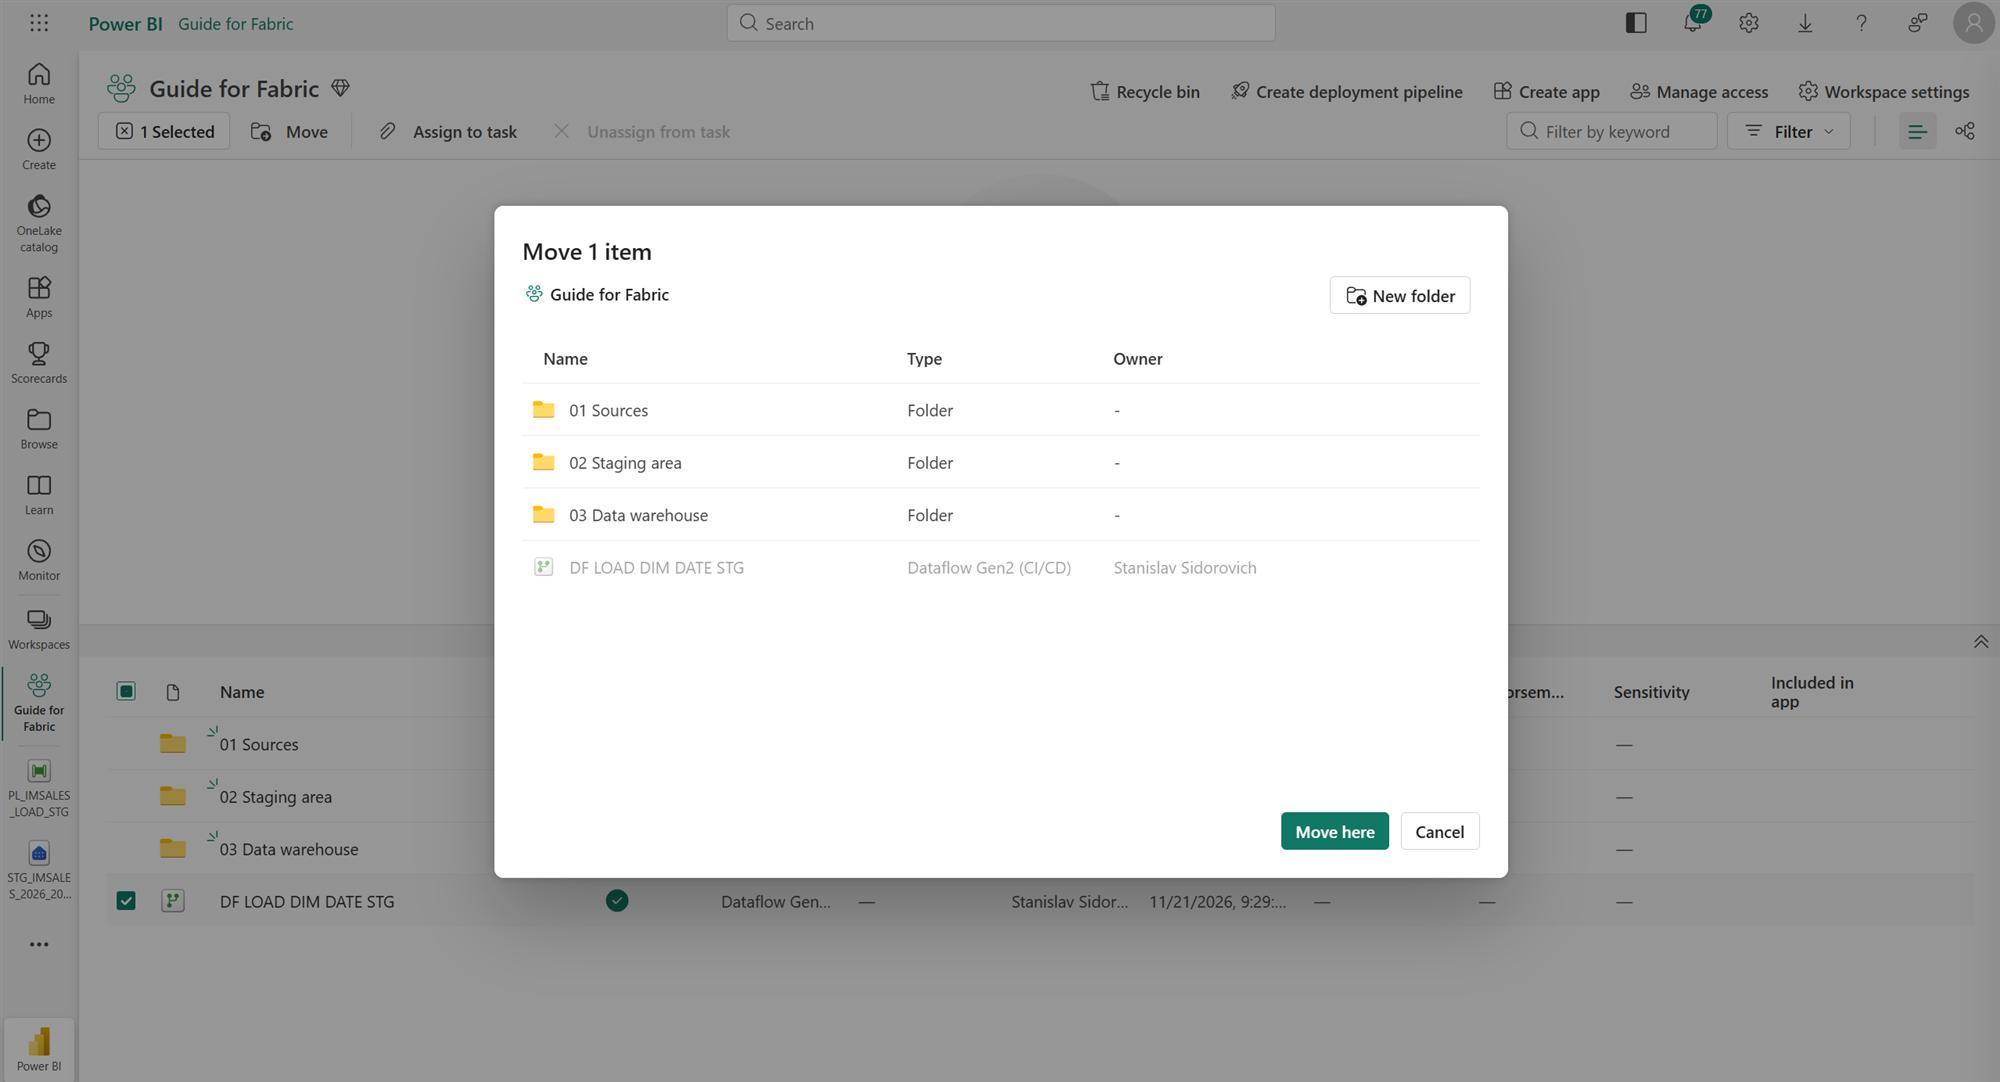 Power BI Guide for Fabric
Search
77
Home
Create
OneLake
catalog
Apps
Scorecards
Browse
Learn
Monitor
Workspaces
Guide for
Fabric
PL_IMSALES
_LOAD_STG
STG_IMSALE
S_2026_20...
Power BI
Guide for Fabric
Recycle bin
Create deployment pipeline
Create app
Manage access
Workspace settings
1 Selected
Move
Assign to task
Unassign from task
Filter by keyword
Filter
Move 1 item
Guide for Fabric
New folder
Name Type Owner
01 Sources Folder -
02 Staging area Folder -
03 Data warehouse Folder -
DF LOAD DIM DATE STG Dataflow Gen2 (CI/CD) Stanislav Sidorovich
Move here
Cancel
Name orsem... Sensitivity Included in
app
01 Sources —
02 Staging area —
03 Data warehouse —
DF LOAD DIM DATE STG Dataflow Gen... — Stanislav Sidor... 11/21/2026, 9:29:... — — —